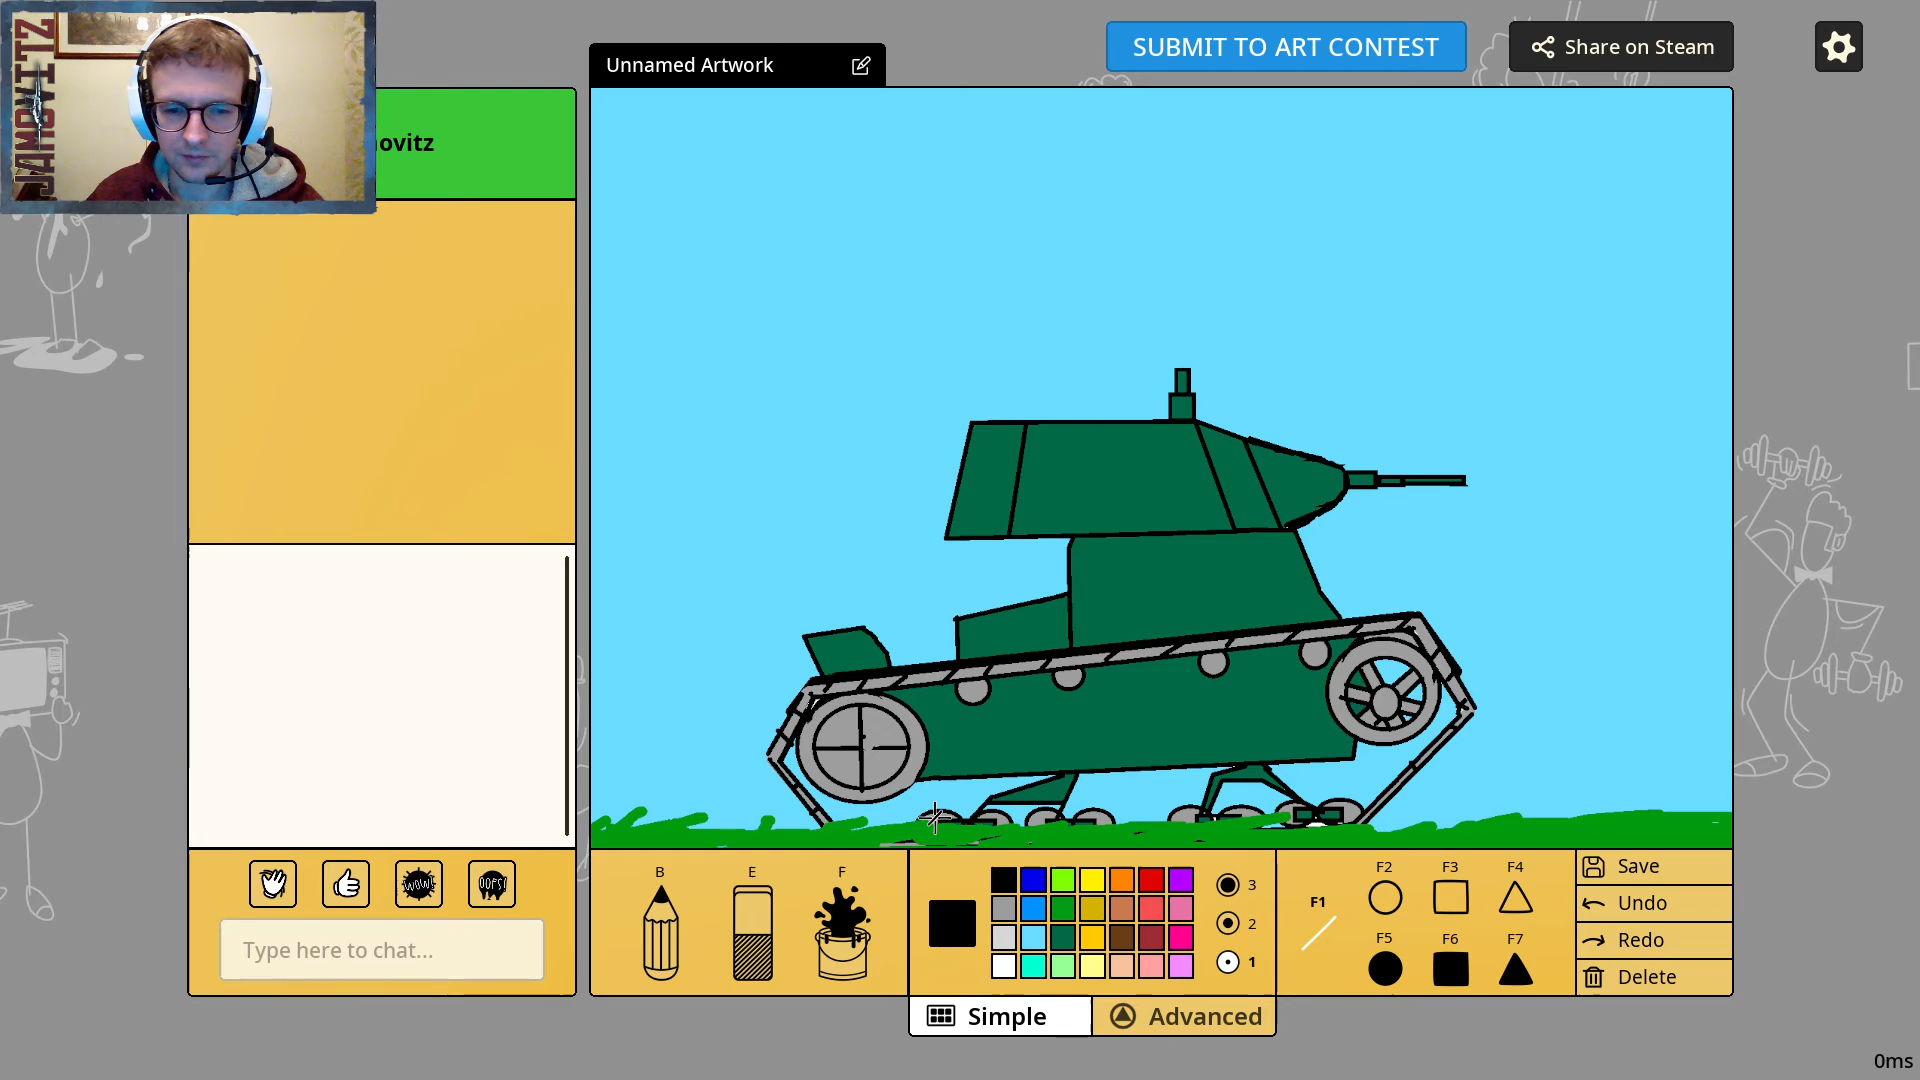 JAMOVITZ
ovitz
Unnamed Artwork
SUBMIT TO ART CONTEST
Share on Steam
WOW!
OOPS!
Type here to chat...
B
E
F
3
2
1
F1
F2
F3
F4
F5
F6
F7
Save
Undo
Redo
Delete
Simple
Advanced
0ms